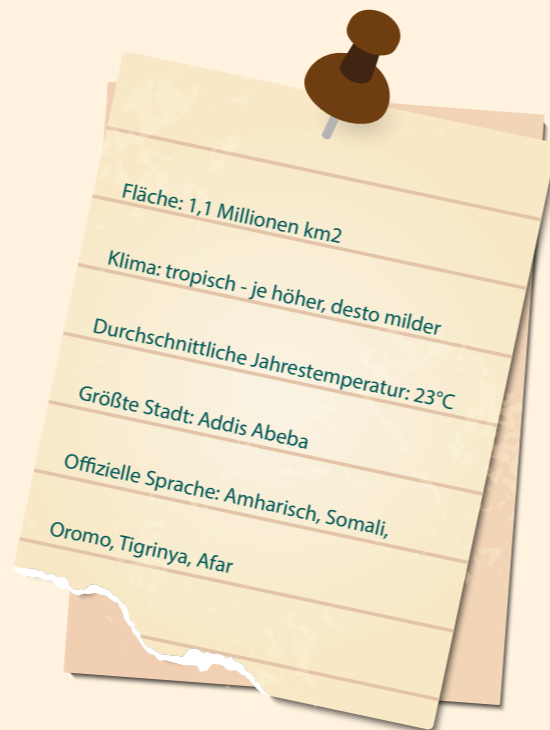 Fläche: 1,1 Millionen km2
Klima: tropisch - je höher, desto milder
Durchschnittliche Jahrestemperatur: 23°C
Größte Stadt: Addis Abeba
Offizielle Sprache: Amharisch, Somali,
Oromo, Tigrinya, Afar